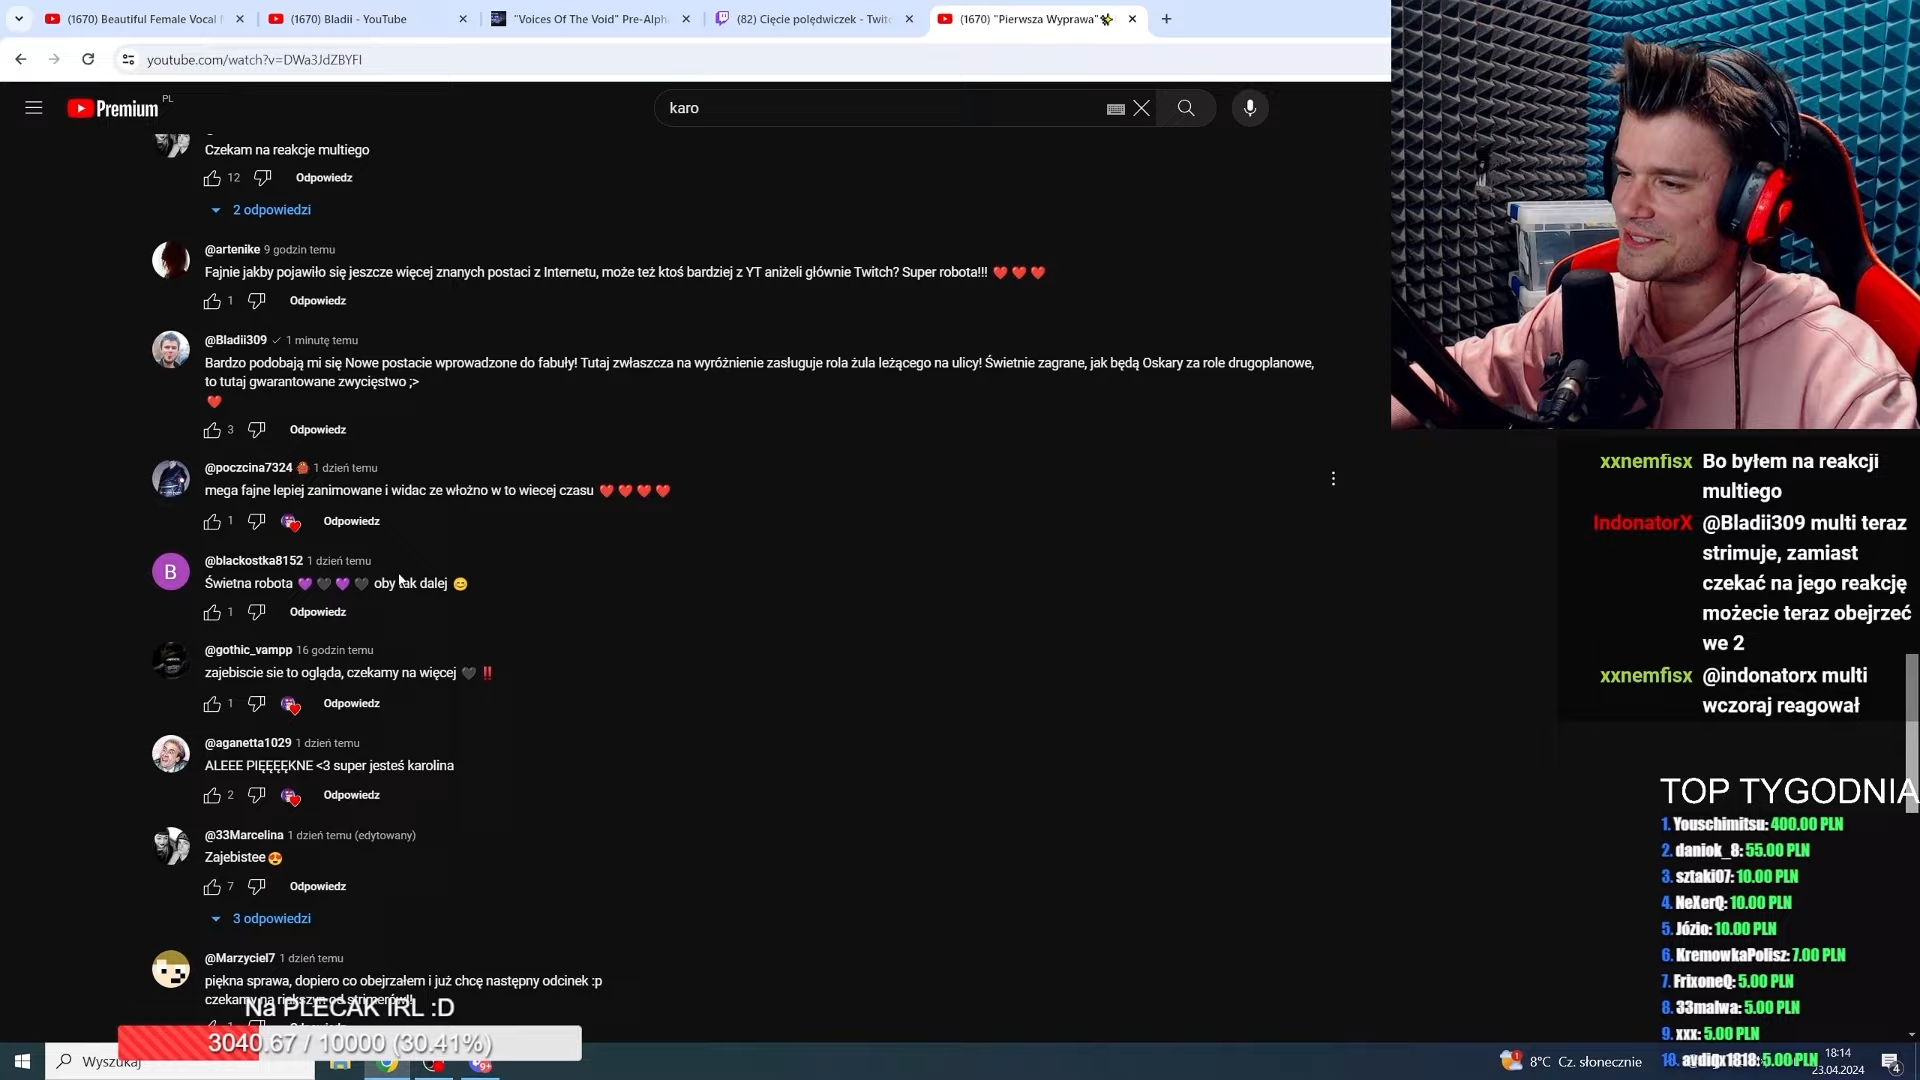 (1670) Beautiful Female Vocal
(1670) Bladii - YouTube
"Voices Of The Void" Pre-Alph
(82) Cięcie polędwiczek - Twitc
(1670) "Pierwsza Wyprawa"
youtube.com/watch?v=DWa3JdZBYFI
Premium PL
karo
Czekam na reakcje multiego
12 Odpowiedz
2 odpowiedzi
@artenike 9 godzin temu
Fajnie jakby pojawiło się jeszcze więcej znanych postaci z Internetu, może też ktoś bardziej z YT aniżeli głównie Twitch? Super robota!!! ❤️❤️❤️
1 Odpowiedz
@Bladii309 1 minutę temu
Bardzo podobają mi się Nowe postacie wprowadzone do fabuły! Tutaj zwłaszcza na wyróżnienie zasługuje rola żula leżącego na ulicy! Świetnie zagrane, jak będą Oskary za role drugoplanowe,
to tutaj gwarantowane zwycięstwo ;>
❤️
3 Odpowiedz
@poczcina7324 1 dzień temu
mega fajne lepiej zanimowane i widac ze włożno w to wiecej czasu ❤️❤️❤️❤️
1 Odpowiedz
B
@blackostka8152 1 dzień temu
Świetna robota 💜🖤💜🖤 oby tak dalej 😊
1 Odpowiedz
@gothic_vampp 16 godzin temu
zajebiscie sie to ogląda, czekamy na więcej 🖤‼️
1 Odpowiedz
@aganetta1029 1 dzień temu
ALEEE PIĘĘĘĘKNE <3 super jesteś karolina
2 Odpowiedz
@33Marcelina 1 dzień temu (edytowany)
Zajebistee😍
7 Odpowiedz
3 odpowiedzi
@Marzyciel7 1 dzień temu
piękna sprawa, dopiero co obejrzałem i już chcę następny odcinek :p
czekamy na od strimerów!!
Na PLECAK IRL :D
3040.67 / 10000 (30.41%)
xxnemfisx Bo byłem na reakcji
multiego
IndonatorX @Bladii309 multi teraz
strimuje, zamiast
czekać na jego reakcję
możecie teraz obejrzeć
we 2
xxnemfisx @indonatorx multi
wczoraj reagował
TOP TYGODNIA
1. Youschimitsu: 400.00 PLN
2. daniok_8: 55.00 PLN
3. sztaki07: 10.00 PLN
4. NeXerQ: 10.00 PLN
5. Józio: 10.00 PLN
6. KremowkaPolisz: 7.00 PLN
7. FrixoneQ: 5.00 PLN
8. 33malwa: 5.00 PLN
9. xxx: 5.00 PLN
10. 5.00 PLN
Wyszukaj
9+
1
8°C Cz. słonecznie
18:14
23.04.2024
4